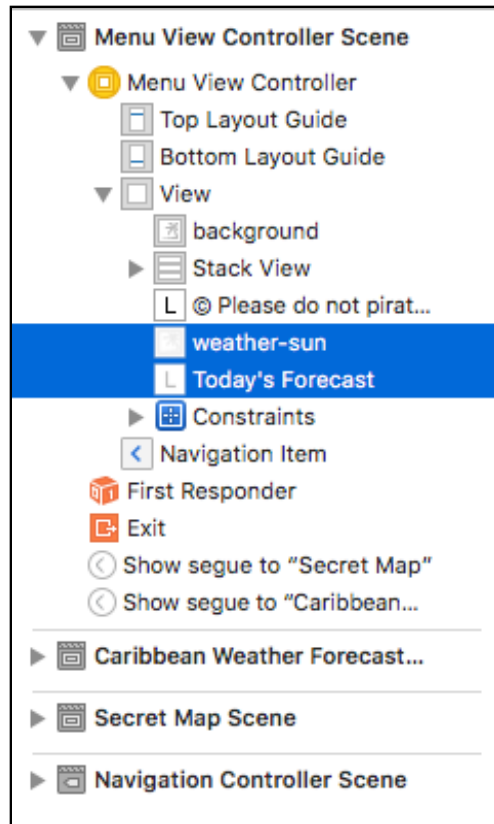 Menu View Controller Scene
Menu View Controller
Top Layout Guide
Bottom Layout Guide
View
background
Stack View
L © Please do not pirat...
weather-sun
L Today's Forecast
Constraints
Navigation Item
First Responder
Exit
Show segue to “Secret Map”
Show segue to “Caribbean...
Caribbean Weather Forecast...
Secret Map Scene
Navigation Controller Scene